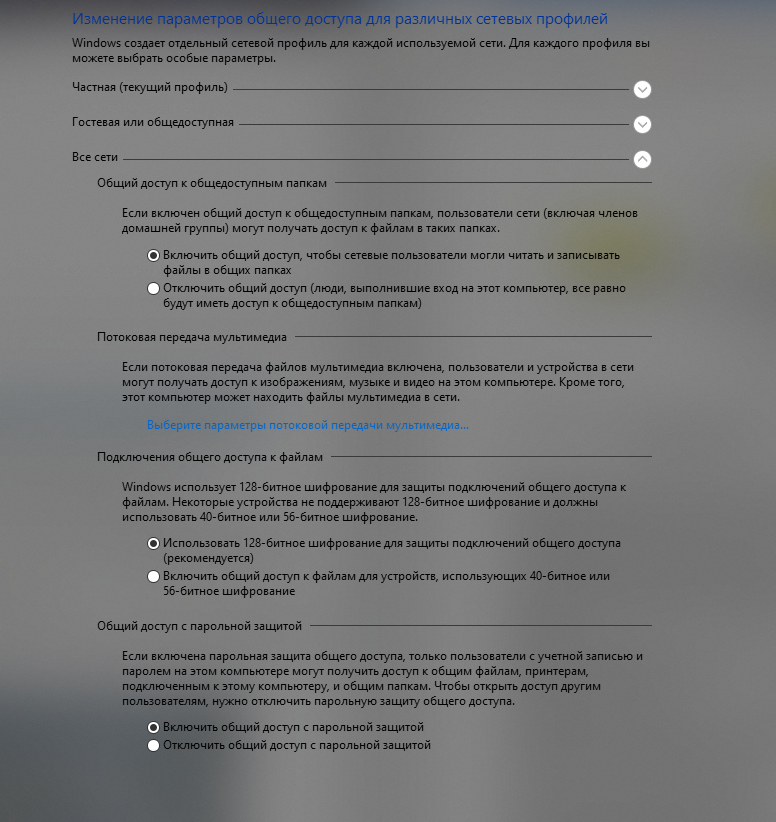 Изменение параметров общего доступа для различных сетевых профилей
Windows создает отдельный сетевой профиль для каждой используемой сети. Для каждого профиля вы
можете выбрать особые параметры.
Частная (текущий профиль)
Гостевая или общедоступная
Все сети
Общий доступ к общедоступным папкам
Если включен общий доступ к общедоступным папкам, пользователи сети (включая членов
домашней группы) могут получать доступ к файлам в таких папках.
Включить общий доступ, чтобы сетевые пользователи могли читать и записывать
файлы в общих папках
Отключить общий доступ (люди, выполнившие вход на этот компьютер, все равно
будут иметь доступ к общедоступным папкам)
Потоковая передача мультимедиа
Если потоковая передача файлов мультимедиа включена, пользователи и устройства в сети
могут получать доступ к изображениям, музыке и видео на этом компьютере. Кроме того,
этот компьютер может находить файлы мультимедиа в сети.
Выберите параметры потоковой передачи мультимедиа...
Подключения общего доступа к файлам
Windows использует 128-битное шифрование для защиты подключений общего доступа к
файлам. Некоторые устройства не поддерживают 128-битное шифрование и должны
использовать 40-битное или 56-битное шифрование.
Использовать 128-битное шифрование для защиты подключений общего доступа
(рекомендуется)
Включить общий доступ к файлам для устройств, использующих 40-битное или
56-битное шифрование
Общий доступ с парольной защитой
Если включена парольная защита общего доступа, только пользователи с учетной записью и
паролем на этом компьютере могут получить доступ к общим файлам, принтерам,
подключенным к этому компьютеру, и общим папкам. Чтобы открыть доступ другим
пользователям, нужно отключить парольную защиту общего доступа.
Включить общий доступ с парольной защитой
Отключить общий доступ с парольной защитой